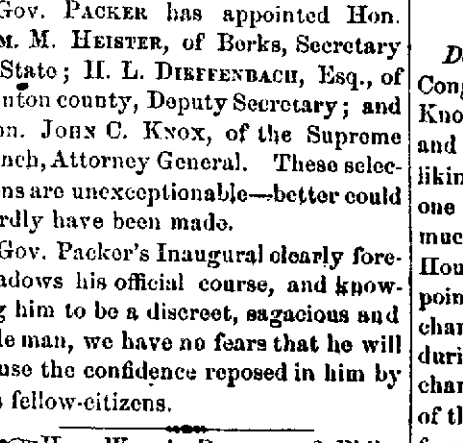 Gov. PACKER has appointed Hon.
M. M. HEISTER, of Berks, Secretary
State; H. L. DIEFFENBACH, Esq., of
nton county, Deputy Secretary; and
on. JOHN C. KNOX, of the Supreme
nch, Attorney General. These selec-
ons are unexceptionable—better could
rdly have been made.
Gov. Packer's Inaugural clearly fore-
adows his official course, and know-
g him to be a discreet, sagacious and
le man, we have no fears that he will
use the confidence reposed in him by
s fellow-citizens.
Cong
Kno
and
likin
one
muc
Hou
poin
char
duri
char
of th